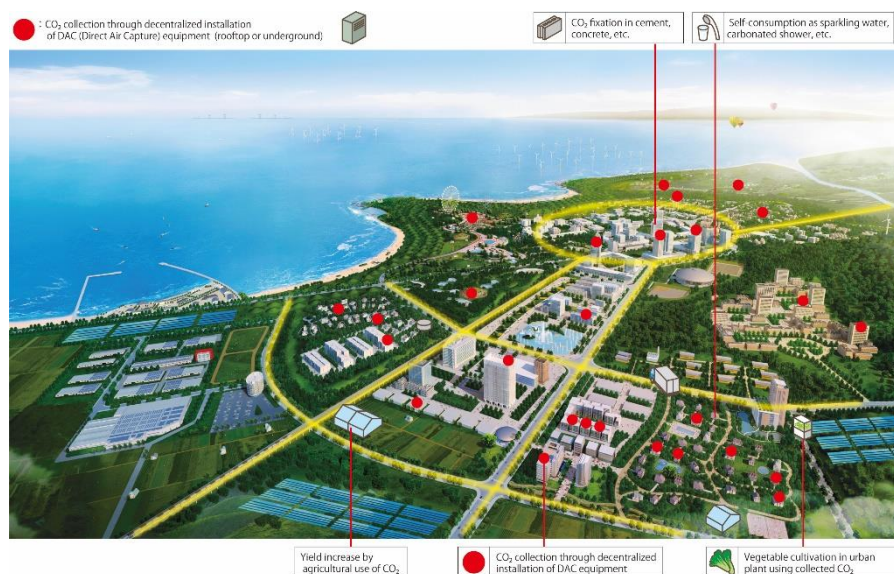 : CO₂ collection through decentralized installation
of DAC (Direct Air Capture) equipment (rooftop or underground)
CO₂ fixation in cement,
concrete, etc.
Self-consumption as sparkling water,
carbonated shower, etc.
Yield increase by
agricultural use of CO₂
CO₂ collection through decentralized
installation of DAC equipment
Vegetable cultivation in urban
plant using collected CO₂